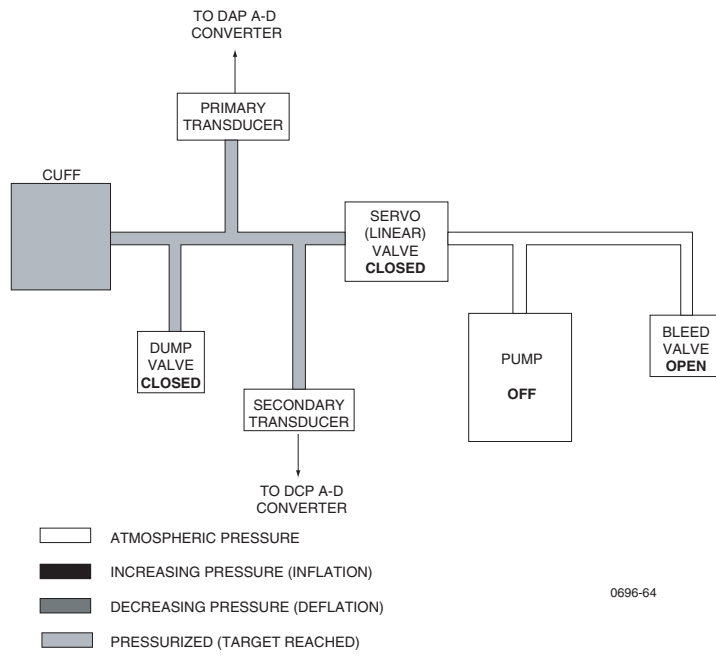 TO DAP A-D
CONVERTER
PRIMARY
TRANSDUCER
CUFF
SERVO
(LINEAR)
VALVE
CLOSED
DUMP
VALVE
CLOSED
PUMP
OFF
BLEED
VALVE
OPEN
SECONDARY
TRANSDUCER
TO DCP A-D
CONVERTER
ATMOSPHERIC PRESSURE
INCREASING PRESSURE (INFLATION)
DECREASING PRESSURE (DEFLATION)
PRESSURIZED (TARGET REACHED)
0696-64